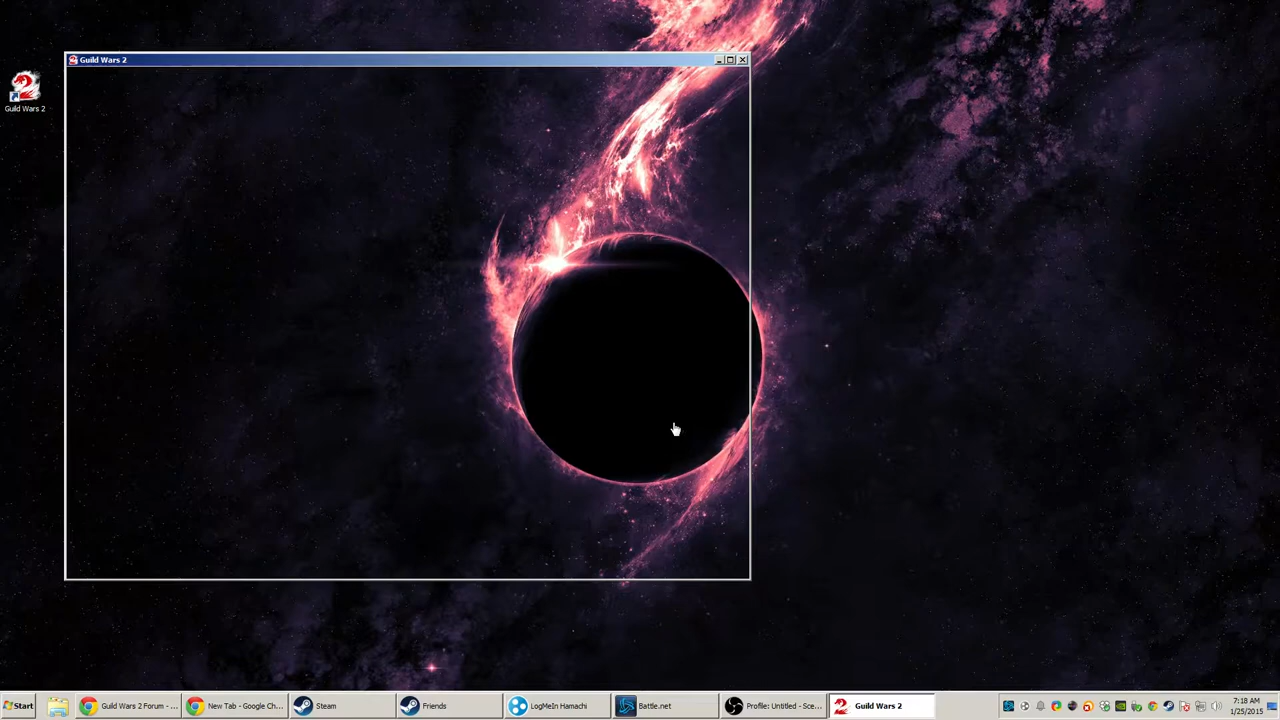 Guild Wars 2
Guild Wars 2
Start
Guild Wars 2 Forum - ...
New Tab - Google Ch...
Steam
Friends
LogMeIn Hamachi
Battle.net
Profile: Untitled - Sce...
Guild Wars 2
7:18 AM
1/25/2015